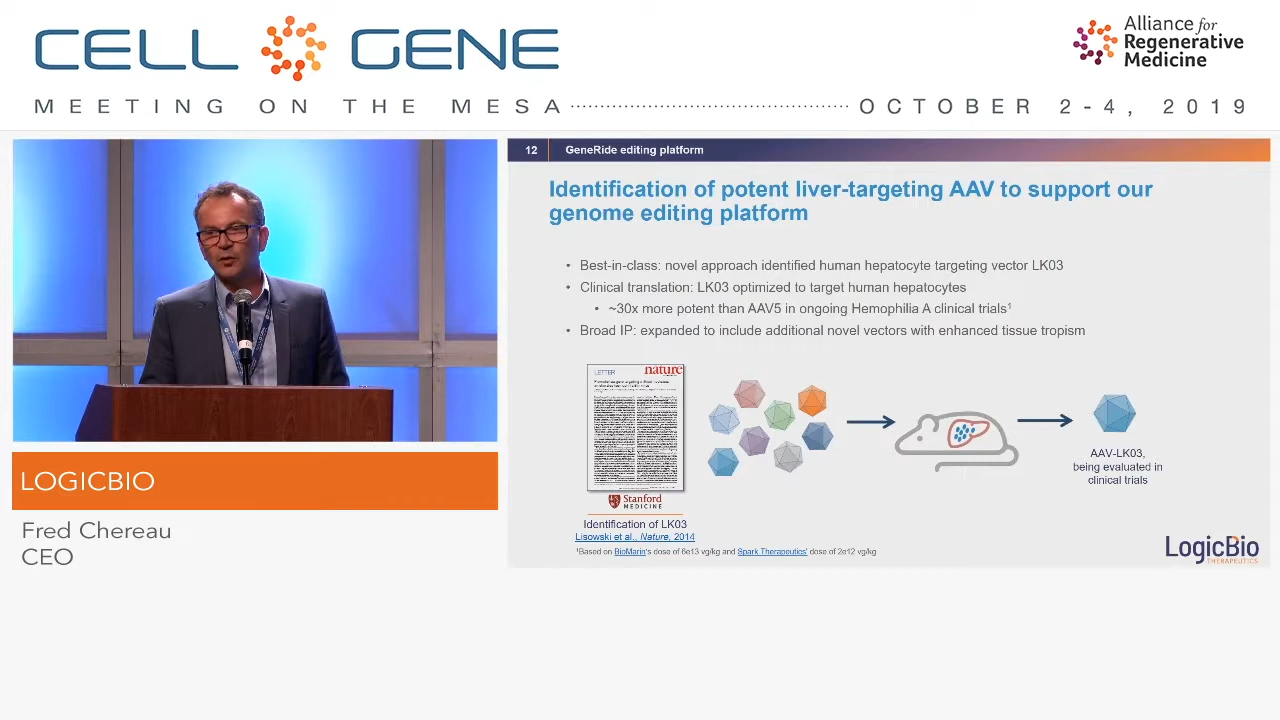 CELL GENE
MEETING ON THE MESA
OCTOBER 2-4, 2019
Alliance for
Regenerative
Medicine
12
GeneRide editing platform
Identification of potent liver-targeting AAV to support our
genome editing platform
• Best-in-class: novel approach identified human hepatocyte targeting vector LK03
• Clinical translation: LK03 optimized to target human hepatocytes
• ~30x more potent than AAV5 in ongoing Hemophilia A clinical trials¹
• Broad IP: expanded to include additional novel vectors with enhanced tissue tropism
LETTER
nature
Stanford
MEDICINE
Identification of LK03
Lisowski et al., Nature, 2014
AAV-LK03,
being evaluated in
clinical trials
¹Based on BioMarin's dose of 6e13 vg/kg and Spark Therapeutics' dose of 2e12 vg/kg
LogicBio
THERAPEUTICS
LOGICBIO
Fred Chereau
CEO